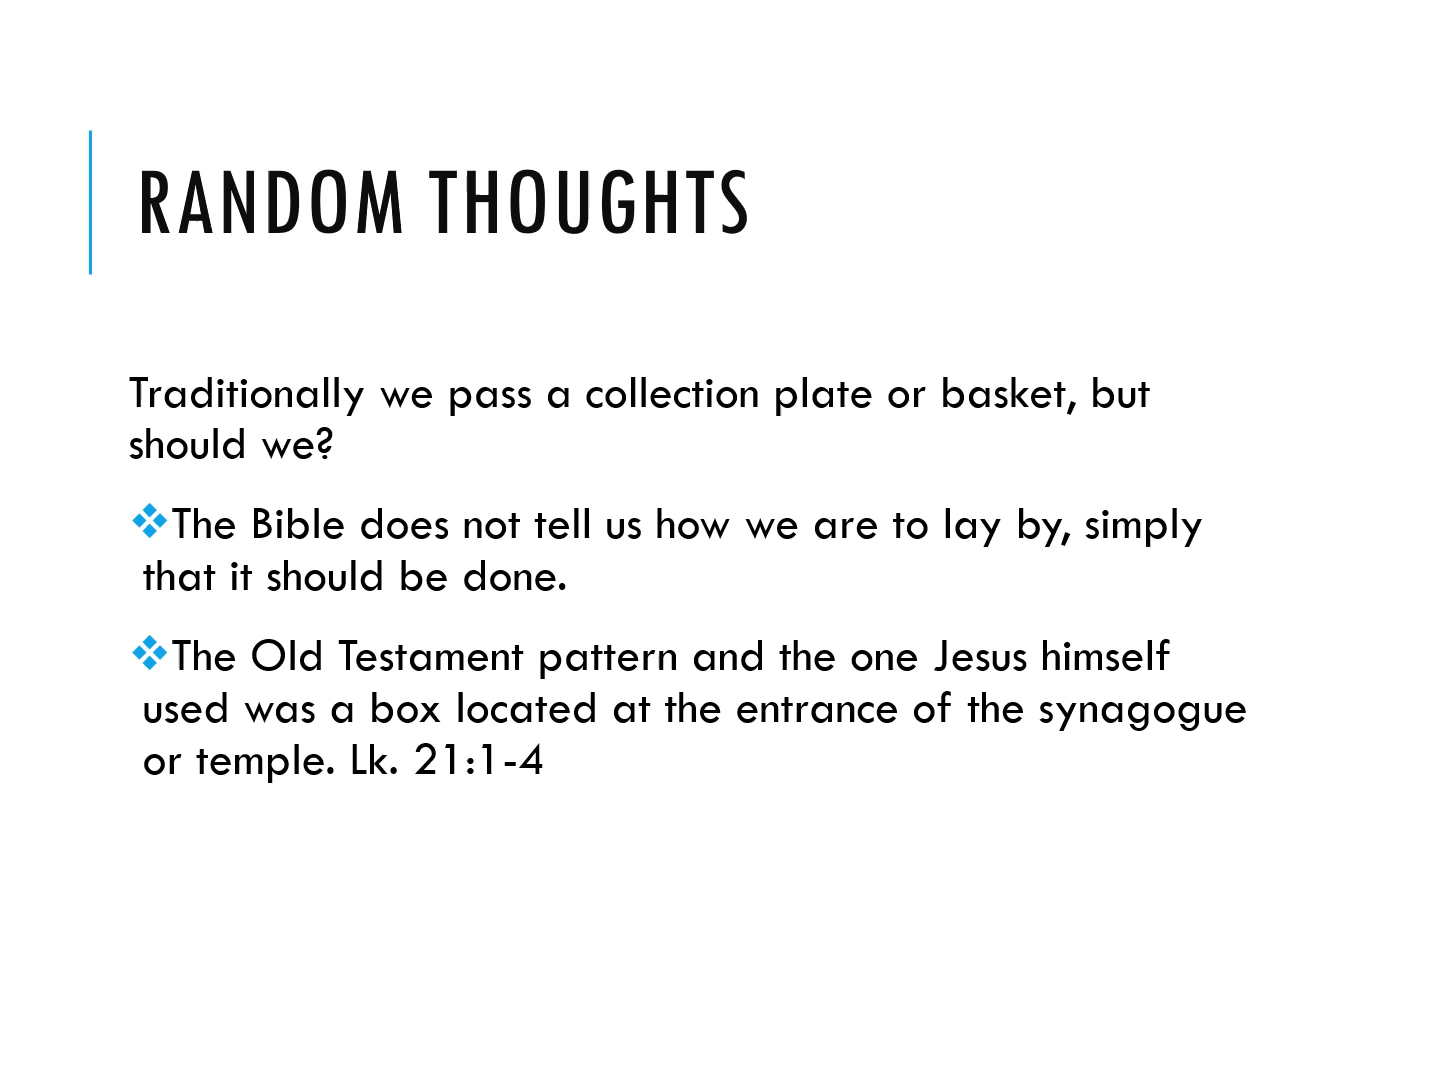 RANDOM THOUGHTS
Traditionally we pass a collection plate or basket, but
should we?
❖The Bible does not tell us how we are to lay by, simply
that it should be done.
❖The Old Testament pattern and the one Jesus himself
used was a box located at the entrance of the synagogue
or temple. Lk. 21:1-4